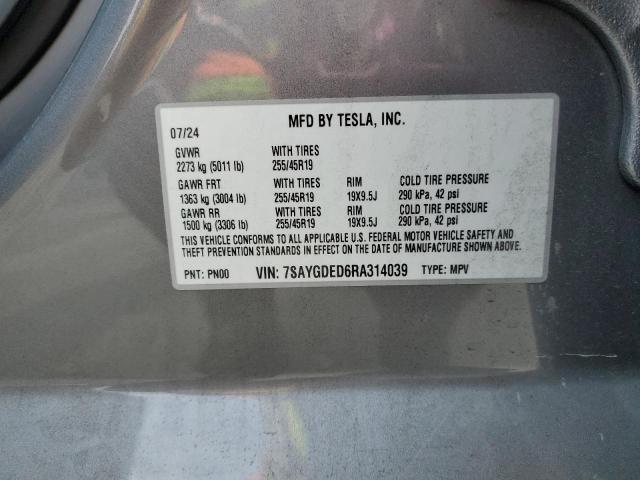 MFD BY TESLA, INC.
07/24
GVWR WITH TIRES
2273 kg (5011 lb) 255/45R19
GAWR FRT WITH TIRES RIM COLD TIRE PRESSURE
1363 kg (3004 lb) 255/45R19 19X9.5J 290 kPa, 42 psi
GAWR RR WITH TIRES RIM COLD TIRE PRESSURE
1500 kg (3306 lb) 255/45R19 19X9.5J 290 kPa, 42 psi
THIS VEHICLE CONFORMS TO ALL APPLICABLE U.S. FEDERAL MOTOR VEHICLE SAFETY AND
THEFT PREVENTION STANDARDS IN EFFECT ON THE DATE OF MANUFACTURE SHOWN ABOVE.
PNT: PN00 VIN: 7SAYGDED6RA314039 TYPE: MPV